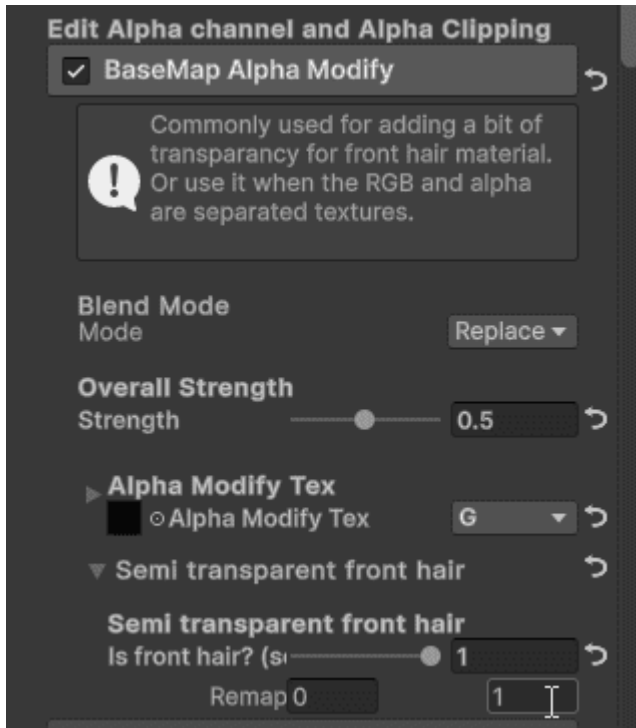 Edit Alpha channel and Alpha Clipping
BaseMap Alpha Modify
Commonly used for adding a bit of
transparancy for front hair material.
Or use it when the RGB and alpha
are separated textures.
Blend Mode
Mode Replace
Overall Strength
Strength 0.5
Alpha Modify Tex
Alpha Modify Tex G
Semi transparent front hair
Semi transparent front hair
Is front hair? (s 1
Remap 0 1